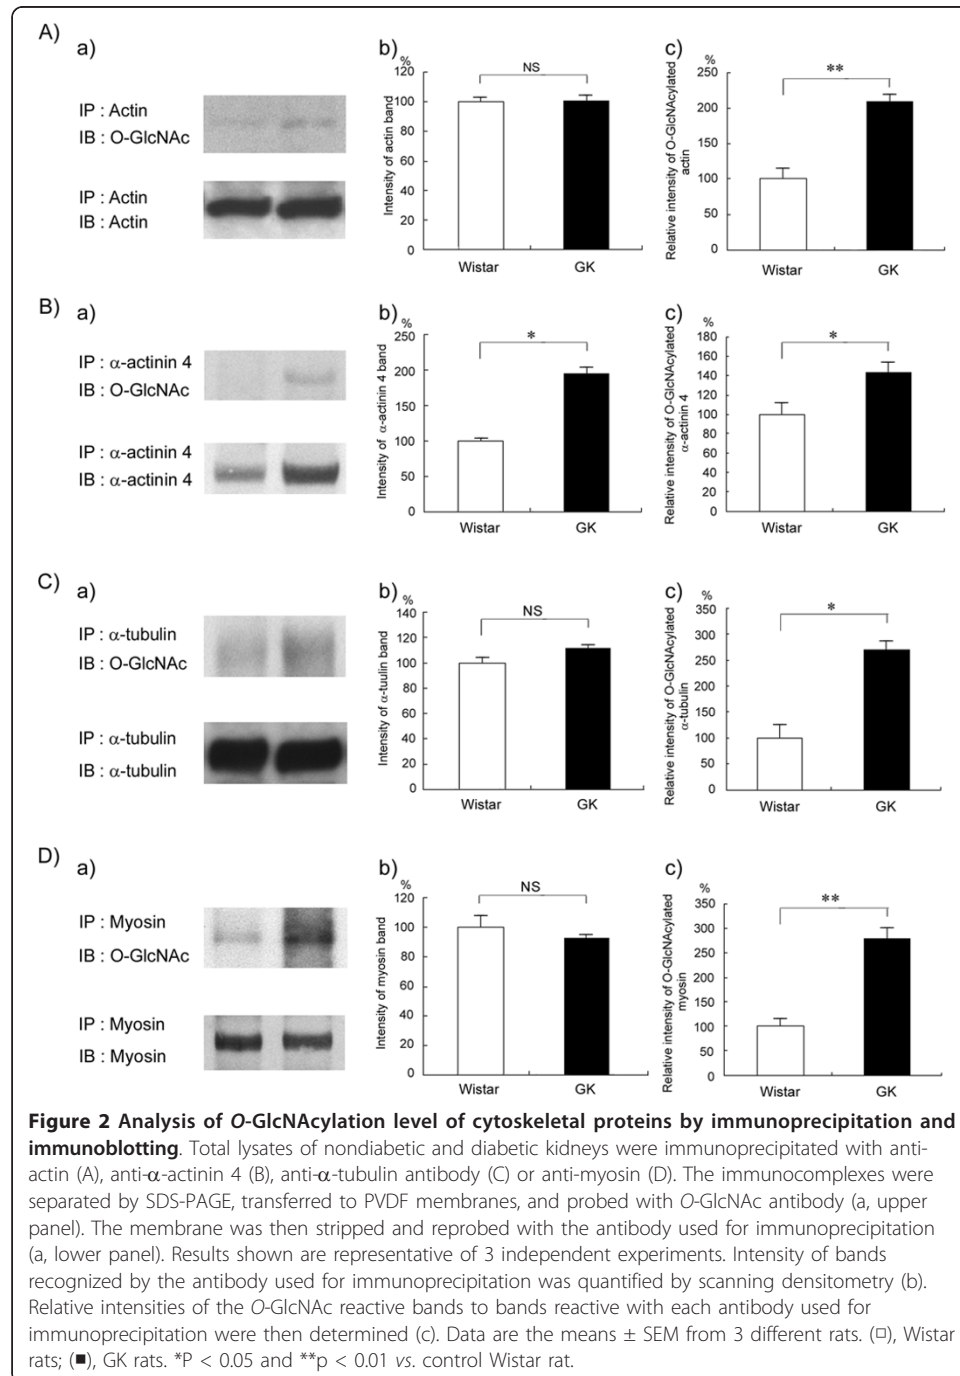 A)
a)
IP : Actin
IB : O-GlcNAc
IP : Actin
IB : Actin
b)
%
Intensity of actin band
120
100
80
60
40
20
0
NS
Wistar
GK
c)
%
Relative intensity of O-GlcNAcylated
actin
250
200
150
100
50
0
**
Wistar
GK
B)
a)
IP : α-actinin 4
IB : O-GlcNAc
IP : α-actinin 4
IB : α-actinin 4
b)
%
Intensity of α-actinin 4 band
250
200
150
100
50
0
*
Wistar
GK
c)
%
Relative intensity of O-GlcNAcylated
α-actinin 4
180
160
140
120
100
80
60
40
20
0
*
Wistar
GK
C)
a)
IP : α-tubulin
IB : O-GlcNAc
IP : α-tubulin
IB : α-tubulin
b)
%
Intensity of α-tuulin band
140
120
100
80
60
40
20
0
NS
Wistar
GK
c)
%
Relative intensity of O-GlcNAcylated
α-tubulin
350
300
250
200
150
100
50
0
*
Wistar
GK
D)
a)
IP : Myosin
IB : O-GlcNAc
IP : Myosin
IB : Myosin
b)
%
Intensity of myosin band
120
100
80
60
40
20
0
NS
Wistar
GK
c)
%
Relative intensity of O-GlcNAcylated
myosin
350
300
250
200
150
100
50
0
**
Wistar
GK
Figure 2 Analysis of O-GlcNAcylation level of cytoskeletal proteins by immunoprecipitation and
immunoblotting. Total lysates of nondiabetic and diabetic kidneys were immunoprecipitated with anti-
actin (A), anti-α-actinin 4 (B), anti-α-tubulin antibody (C) or anti-myosin (D). The immunocomplexes were
separated by SDS-PAGE, transferred to PVDF membranes, and probed with O-GlcNAc antibody (a, upper
panel). The membrane was then stripped and reprobed with the antibody used for immunoprecipitation
(a, lower panel). Results shown are representative of 3 independent experiments. Intensity of bands
recognized by the antibody used for immunoprecipitation was quantified by scanning densitometry (b).
Relative intensities of the O-GlcNAc reactive bands to bands reactive with each antibody used for
immunoprecipitation were then determined (c). Data are the means ± SEM from 3 different rats. (□), Wistar
rats; (■), GK rats. *P < 0.05 and **p < 0.01 vs. control Wistar rat.